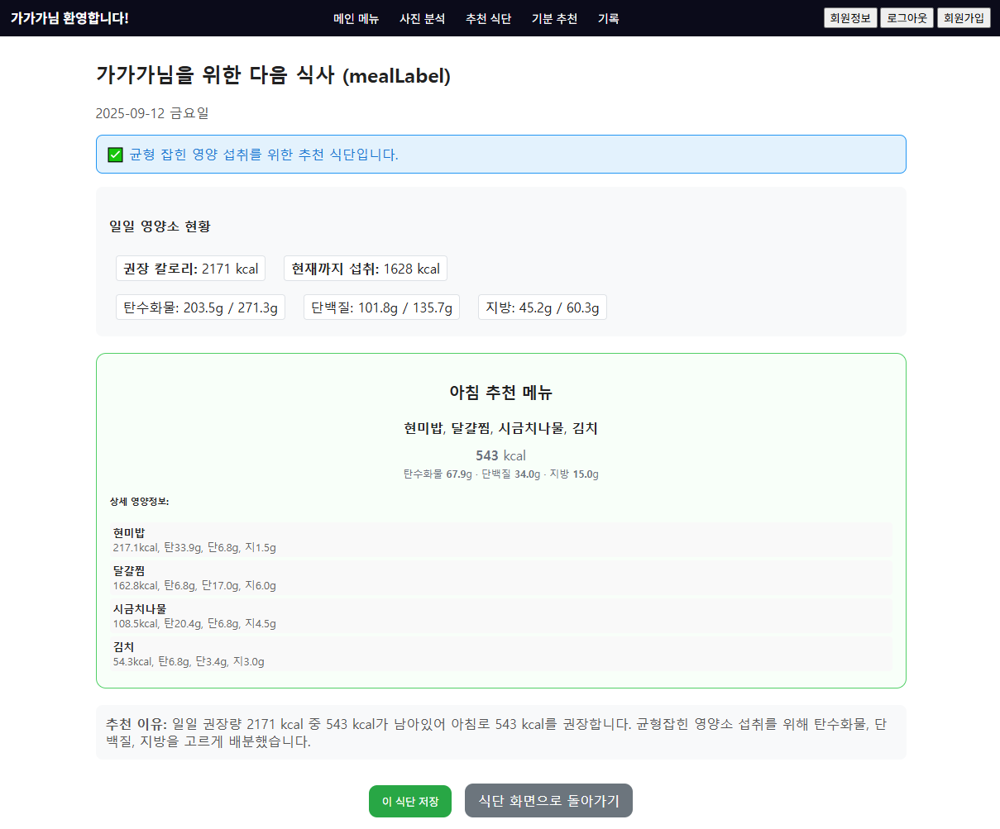 가가가님 환영합니다!
메인 메뉴 사진 분석 추천 식단 기분 추천 기록
회원정보 로그아웃 회원가입
가가가님을 위한 다음 식사 (mealLabel)
2025-09-12 금요일
✅ 균형 잡힌 영양 섭취를 위한 추천 식단입니다.
일일 영양소 현황
권장 칼로리: 2171 kcal 현재까지 섭취: 1628 kcal
탄수화물: 203.5g / 271.3g 단백질: 101.8g / 135.7g 지방: 45.2g / 60.3g
아침 추천 메뉴
현미밥, 달걀찜, 시금치나물, 김치
543 kcal
탄수화물 67.9g · 단백질 34.0g · 지방 15.0g
상세 영양정보:
현미밥
217.1kcal, 탄33.9g, 단6.8g, 지1.5g
달걀찜
162.8kcal, 탄6.8g, 단17.0g, 지6.0g
시금치나물
108.5kcal, 탄20.4g, 단6.8g, 지4.5g
김치
54.3kcal, 탄6.8g, 단3.4g, 지3.0g
추천 이유: 일일 권장량 2171 kcal 중 543 kcal가 남아있어 아침로 543 kcal를 권장합니다. 균형잡힌 영양소 섭취를 위해 탄수화물, 단
백질, 지방을 고르게 배분했습니다.
이 식단 저장 식단 화면으로 돌아가기